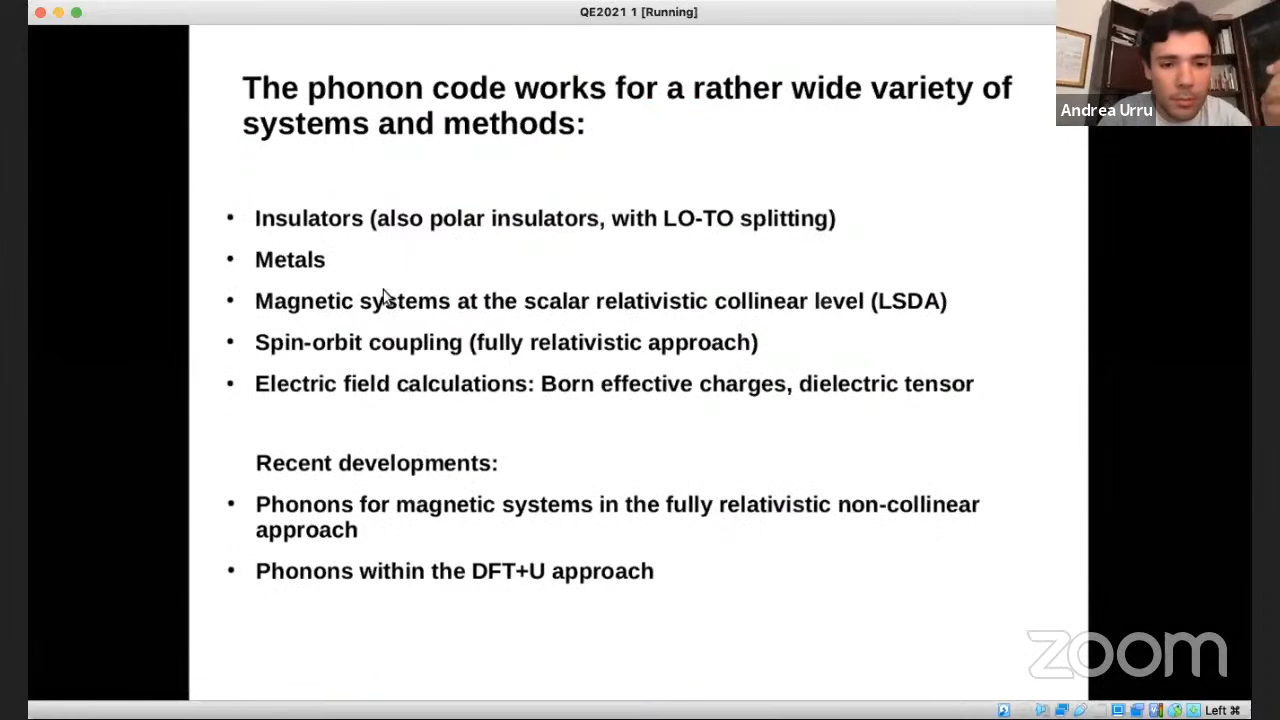 QE2021 1 [Running]
The phonon code works for a rather wide variety of
systems and methods:
Andrea Urru
• Insulators (also polar insulators, with LO-TO splitting)
• Metals
• Magnetic systems at the scalar relativistic collinear level (LSDA)
• Spin-orbit coupling (fully relativistic approach)
• Electric field calculations: Born effective charges, dielectric tensor
Recent developments:
• Phonons for magnetic systems in the fully relativistic non-collinear
approach
• Phonons within the DFT+U approach
zoom
Left ⌘